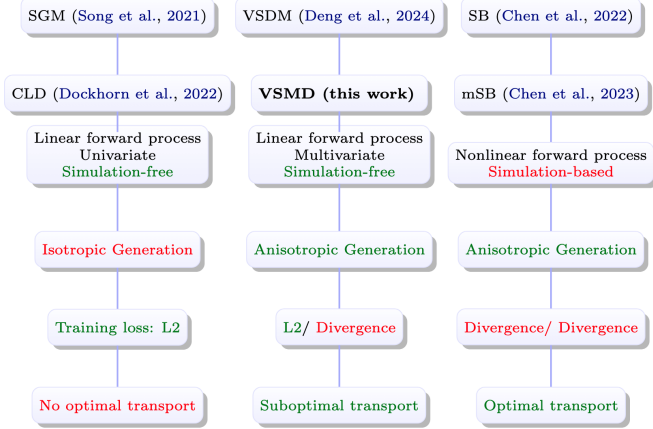 SGM (Song et al., 2021)
VSDM (Deng et al., 2024)
SB (Chen et al., 2022)
CLD (Dockhorn et al., 2022)
VSMD (this work)
mSB (Chen et al., 2023)
Linear forward process
Univariate
Simulation-free
Linear forward process
Multivariate
Simulation-free
Nonlinear forward process
Simulation-based
Isotropic Generation
Anisotropic Generation
Anisotropic Generation
Training loss: L2
L2/ Divergence
Divergence/ Divergence
No optimal transport
Suboptimal transport
Optimal transport